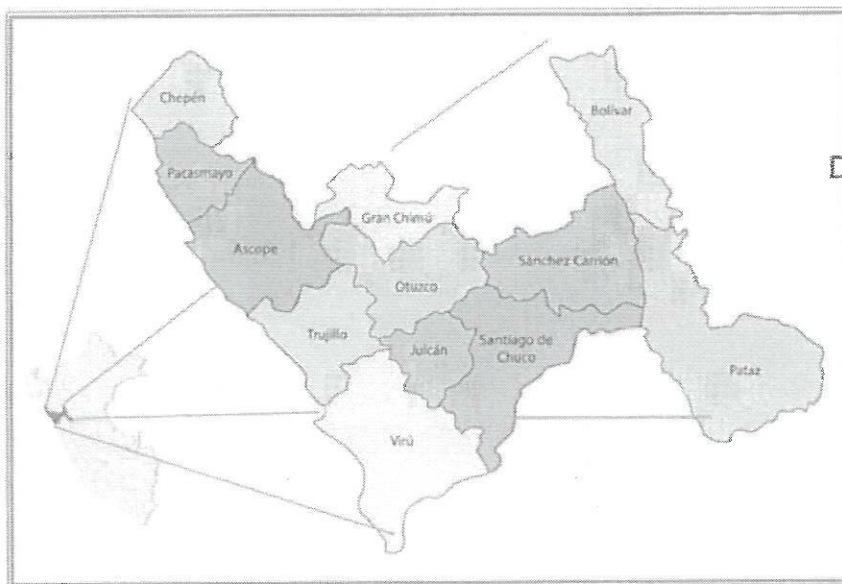 Chepén
Bolívar
Pacasmayo
D
Gran Chimú
Ascope
Sánchez Carrión
Otuzco
Trujillo
Julcán
Santiago de
Chuco
Pataz
Virú